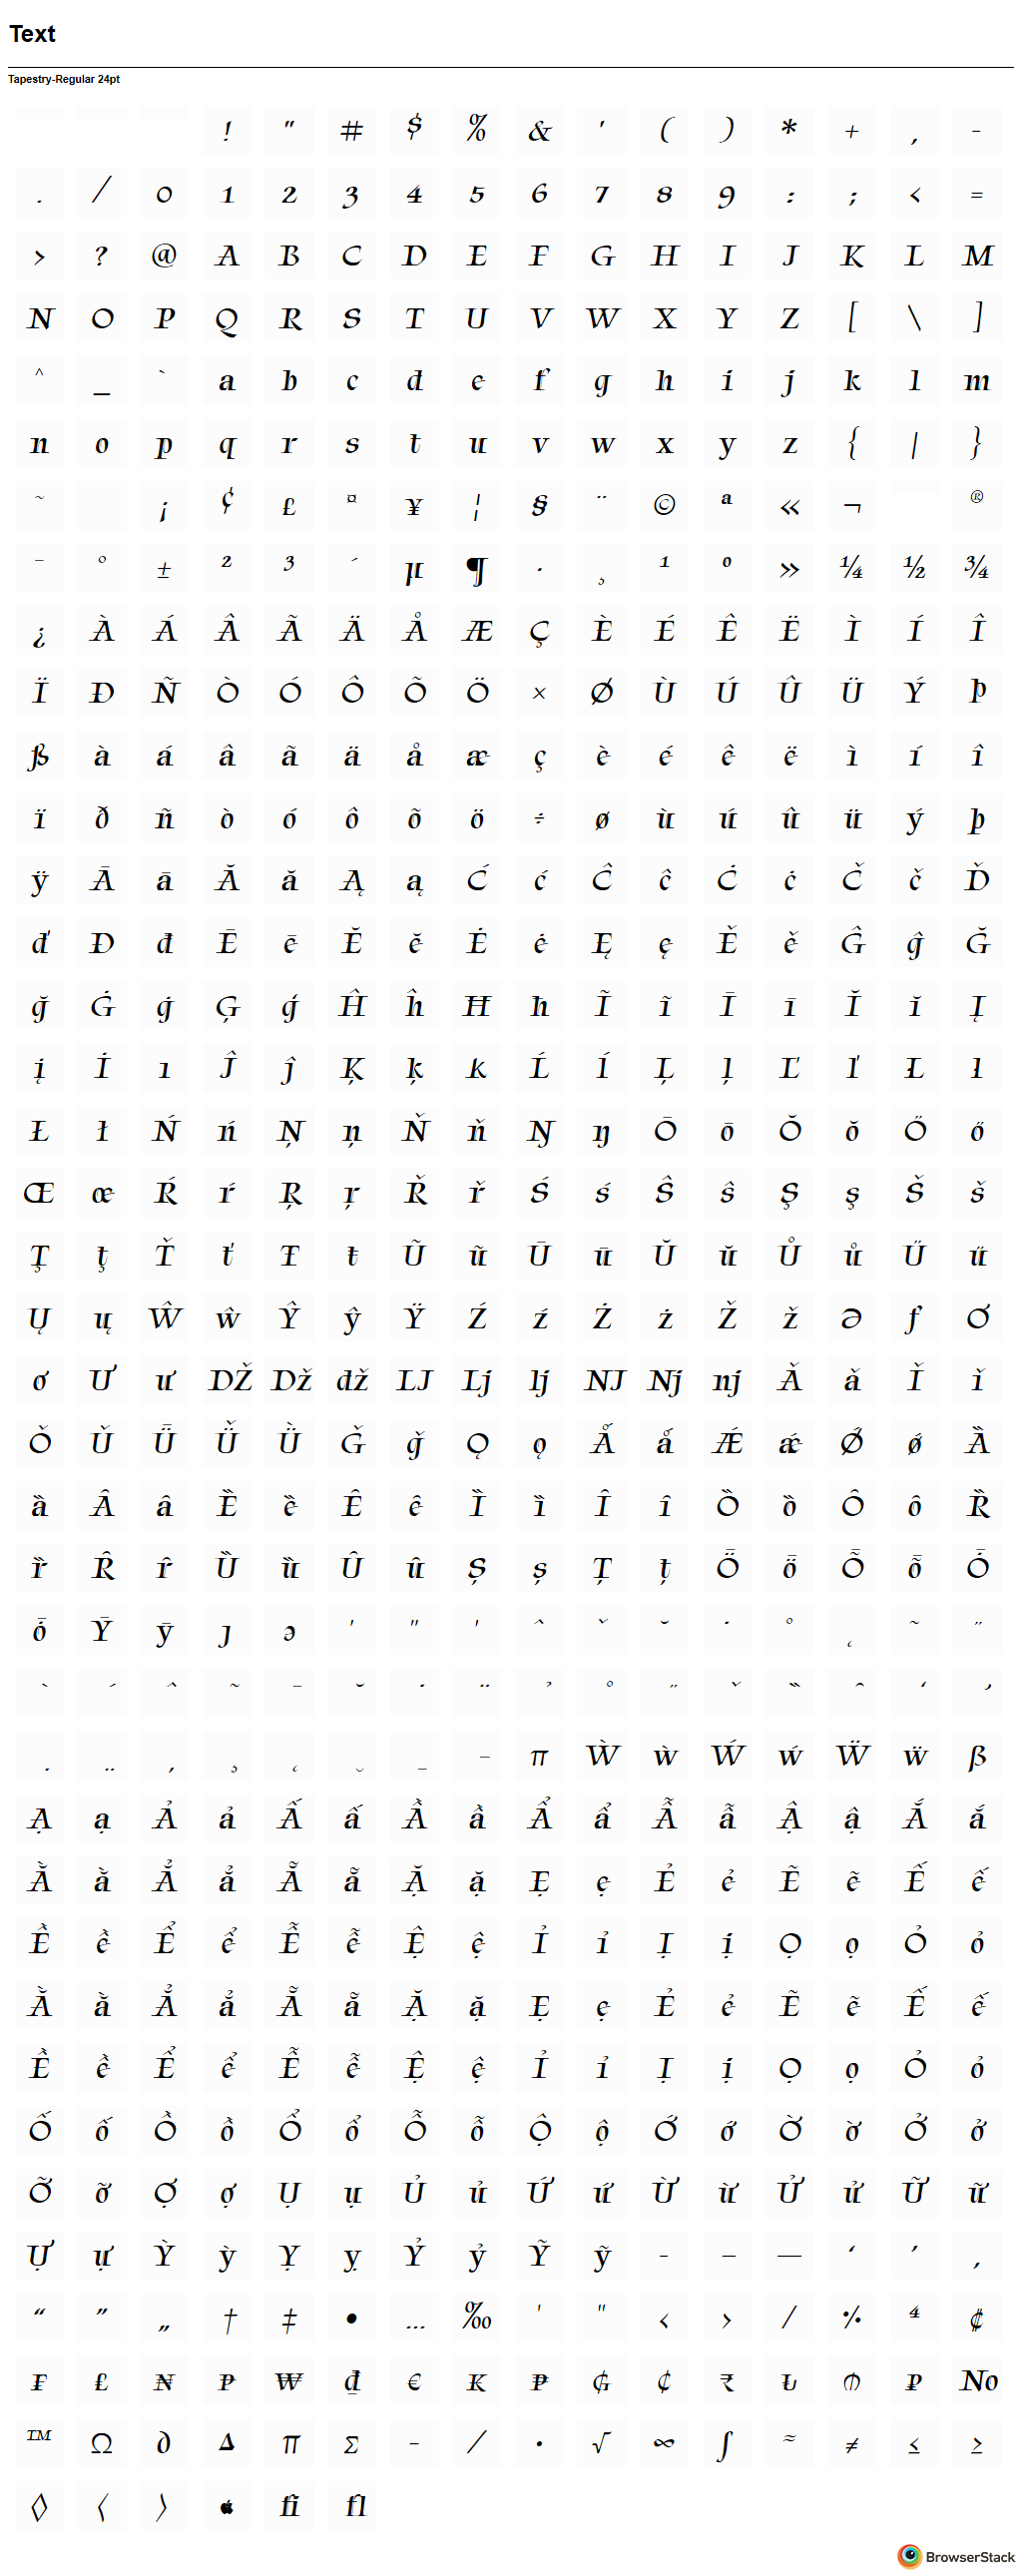 Text
Tapestry-Regular 24pt
! " # $ % & ' ( ) * + , -
. / 0 1 2 3 4 5 6 7 8 9 : ; < =
> ? @ A B C D E F G H I J K L M
N O P Q R S T U V W X Y Z [ \ ]
^ _ ` a b c d e f g h i j k l m
n o p q r s t u v w x y z { | }
~ ¡ ¢ £ ¤ ¥ ¦ § ¨ © ª « ¬ ®
¯ ° ± ² ³ ´ µ ¶ · ¸ ¹ º » ¼ ½ ¾
¿ À Á Â Ã Ä Å Æ Ç È É Ê Ë Ì Í Î
Ï Ð Ñ Ò Ó Ô Õ Ö × Ø Ù Ú Û Ü Ý Þ
ß à á â ã ä å æ ç è é ê ë ì í î
ï ð ñ ò ó ô õ ö ÷ ø ù ú û ü ý þ
ÿ Ā ā Ă ă Ą ą Ć ć Ĉ ĉ Ċ ċ Č č Ď
ď Đ đ Ē ē Ĕ ĕ Ė ė Ę ę Ě ě Ĝ ĝ Ğ
ğ Ġ ġ Ģ ģ Ĥ ĥ Ħ ħ Ĩ ĩ Ī ī Ĭ ĭ Į
į İ ı Ĵ ĵ Ķ ķ ĸ Ĺ ĺ Ļ ļ Ľ ľ Ŀ ŀ
Ł ł Ń ń Ņ ņ Ň ň Ŋ ŋ Ō ō Ŏ ŏ Ő ő
Œ œ Ŕ ŕ Ŗ ŗ Ř ř Ś ś Ŝ ŝ Ş ş Š š
Ţ ţ Ť ť Ŧ ŧ Ũ ũ Ū ū Ŭ ŭ Ů ů Ű ű
Ų ų Ŵ ŵ Ŷ ŷ Ÿ Ź ź Ż ż Ž ž Ə ƒ Ơ
ơ Ư ư Ǆ ǅ ǆ Ǉ ǈ ǉ Ǌ ǋ ǌ Ǎ ǎ Ǐ ǐ
Ǒ Ǔ Ǖ Ǚ Ǜ Ǧ ǧ Ǫ ǫ Ǻ ǻ Ǽ ǽ Ǿ ǿ Ȁ
ȁ Ȃ ȃ Ȅ ȅ Ȇ ȇ Ȉ ȉ Ȋ ȋ Ȍ ȍ Ȏ ȏ Ȑ
ȑ Ȓ ȓ Ȕ ȕ Ȗ ȗ Ș ș Ț ț Ȫ ȫ Ȭ ȭ Ȱ
ȱ Ȳ ȳ ȷ ə ʹ ʺ ʼ ˆ ˇ ˘ ˙ ˚ ˛ ˜ ˝
̀ ́ ̂ ̃ ̄ ̆ ̇ ̈ ̉ ̊ ̋ ̌ ̏ ̑ ̒ ̛
̣ ̤ ̦ ̧ ̨ ̮ ̱ ‐ π Ẁ ẁ Ẃ ẃ Ẅ ẅ ẞ
Ạ ạ Ả ả Ấ ấ Ầ ầ Ẩ ẩ Ẫ ẫ Ậ ậ Ắ ắ
Ằ ằ Ẳ ẳ Ẵ ẵ Ặ ặ Ẹ ẹ Ẻ ẻ Ẽ ẽ Ế ế
Ề ề Ể ể Ễ ễ Ệ ệ Ỉ ỉ Ị ị Ọ ọ Ỏ ỏ
Ằ ằ Ẳ ẳ Ẵ ẵ Ặ ặ Ẹ ẹ Ẻ ẻ Ẽ ẽ Ế ế
Ề ề Ể ể Ễ ễ Ệ ệ Ỉ ỉ Ị ị Ọ ọ Ỏ ỏ
Ố ố Ồ ồ Ổ ổ Ỗ ỗ Ộ ộ Ớ ớ Ờ ờ Ở ở
Ỡ ỡ Ợ ợ Ụ ụ Ủ ủ Ứ ứ Ừ ừ Ử ử Ữ ữ
Ự ự Ỳ ỳ Ỵ ỵ Ỷ ỷ Ỹ ỹ ‐ – — ‘ ’ ‚
“ ” „ † ‡ • … ‰ ′ ″ ‹ › ⁄ ⁒ ⁴ ₡
₣ ₤ ₦ ₧ ₩ ₫ € ₭ ₱ ₲ ₵ ₹ ₺ ₼ ₽ №
™ Ω ∂ ∆ ∏ ∑ − ∕ ∙ √ ∞ ∫ ≈ ≠ ≤ ≥
◊ ⟨ ⟩  ﬁ ﬂ
BrowserStack